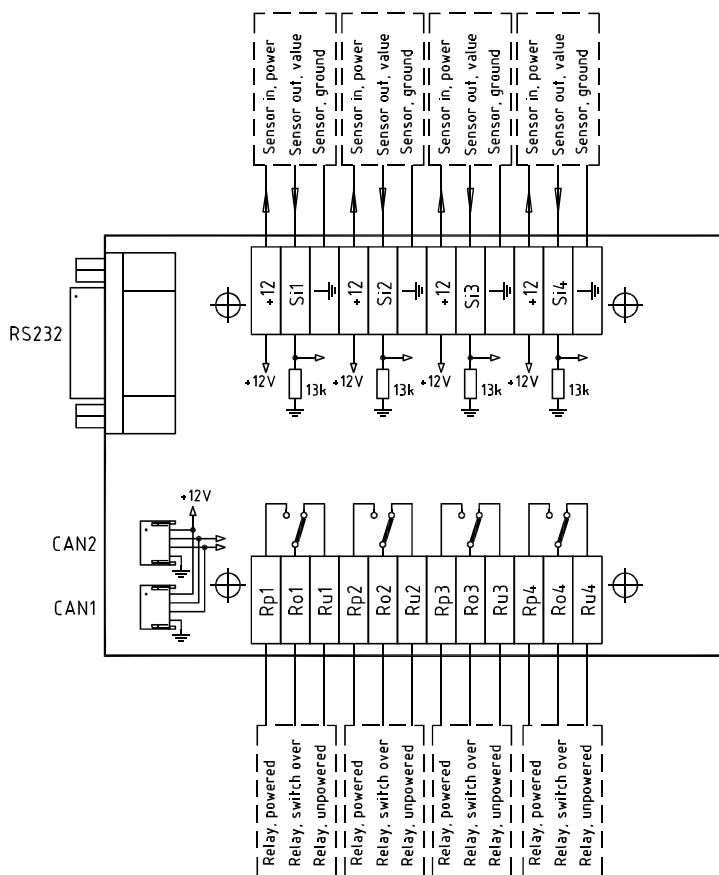 Sensor in, power
Sensor out, value
Sensor, ground
Sensor in, power
Sensor out, value
Sensor, ground
Sensor in, power
Sensor out, value
Sensor, ground
Sensor in, power
Sensor out, value
Sensor, ground
+12
Si1
+12
Si2
+12
Si3
+12
Si4
RS232
+12V
13k
+12V
13k
+12V
13k
+12V
13k
+12V
CAN2
CAN1
Rp1
Ro1
Ru1
Rp2
Ro2
Ru2
Rp3
Ro3
Ru3
Rp4
Ro4
Ru4
Relay, powered
Relay, switch over
Relay, unpowered
Relay, powered
Relay, switch over
Relay, unpowered
Relay, powered
Relay, switch over
Relay, unpowered
Relay, powered
Relay, switch over
Relay, unpowered